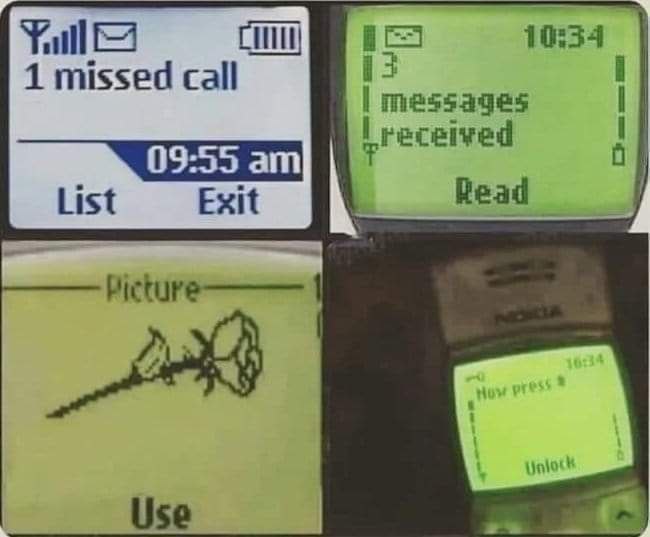 1 missed call
09:55 am
List Exit
10:34
3
messages
received
Read
Picture
Use
NOKIA
16:34
Now press *
Unlock